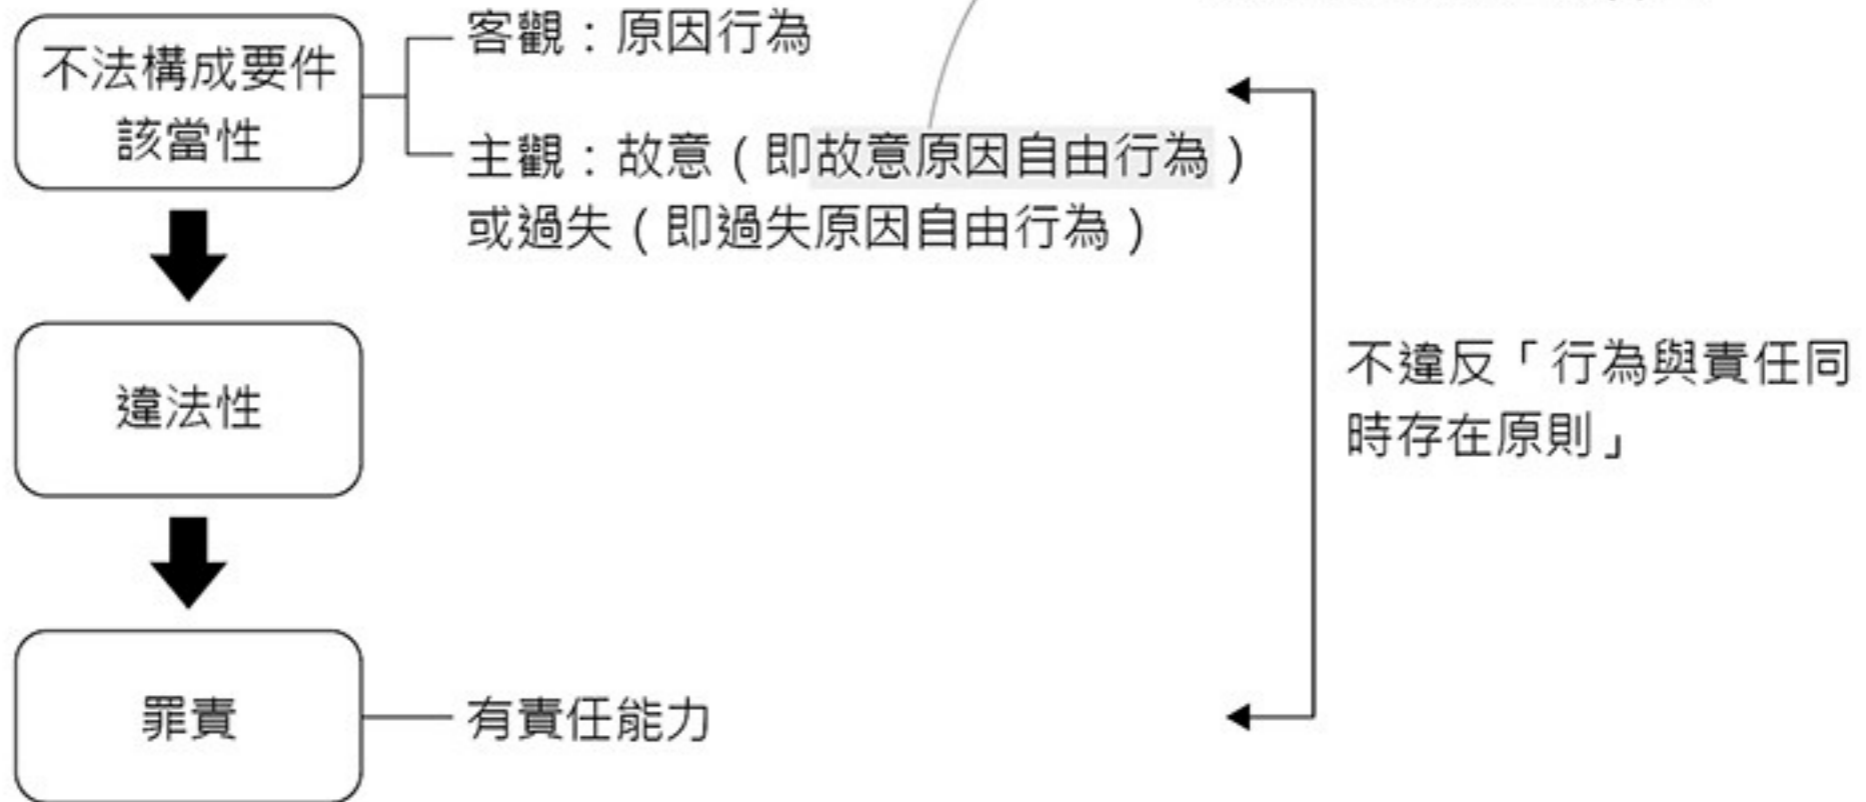 不法構成要件
該當性
客觀：原因行為
主觀：故意（即故意原因自由行為）
或過失（即過失原因自由行為）
違法性
不違反「行為與責任同
時存在原則」
罪責
有責任能力